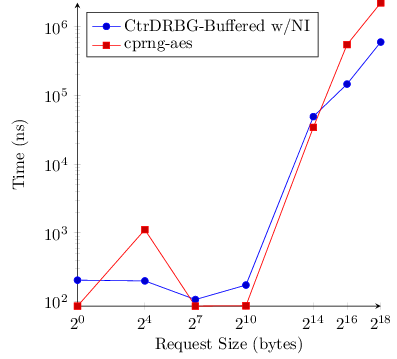 CtrDRBG-Buffered w/NI
cprng-aes
10^6
10^5
10^4
10^3
10^2
Time (ns)
2^0 2^4 2^7 2^10 2^14 2^16 2^18
Request Size (bytes)